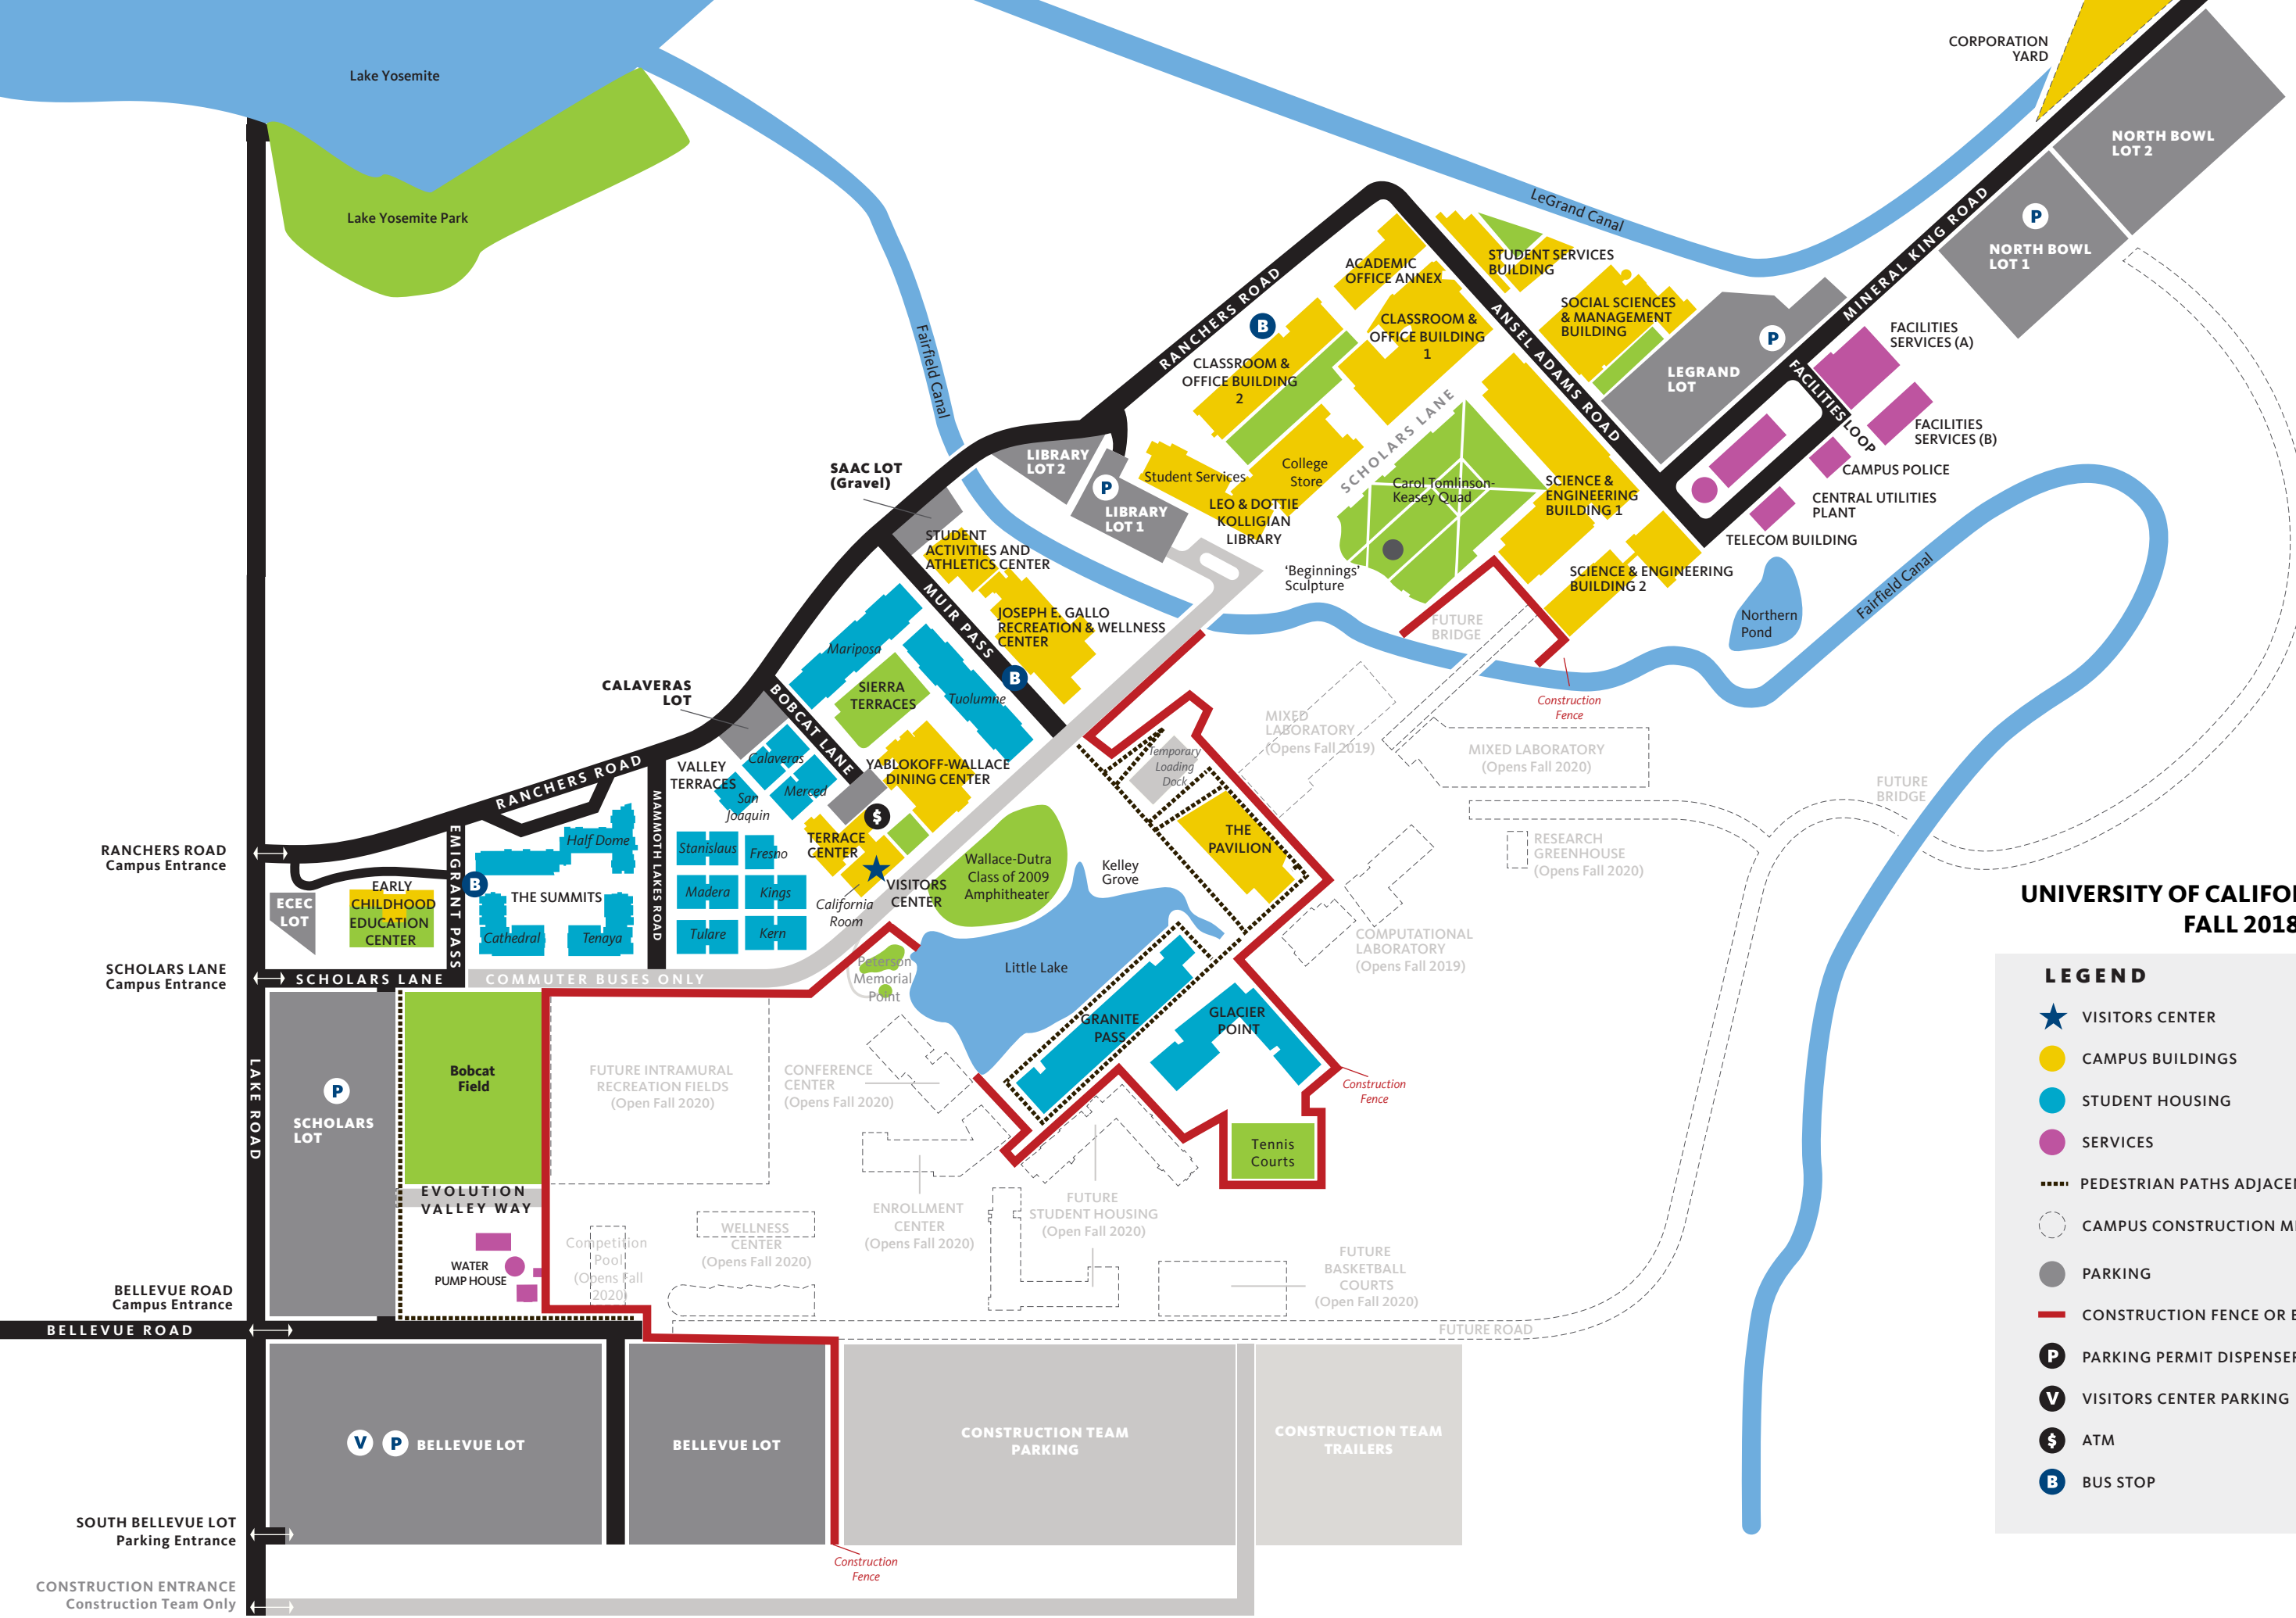 CORPORATION
YARD
Lake Yosemite
NORTH BOWL
LOT 2
Lake Yosemite Park
LeGrand Canal
MINERAL KING ROAD
P
NORTH BOWL
LOT 1
STUDENT SERVICES
BUILDING
ACADEMIC
OFFICE ANNEX
RANCHERS ROAD
ANSEL ADAMS ROAD
SOCIAL SCIENCES
& MANAGEMENT
BUILDING
B
CLASSROOM &
OFFICE BUILDING
1
P
FACILITIES
SERVICES (A)
Fairfield Canal
CLASSROOM &
OFFICE BUILDING
2
LEGRAND
LOT
FACILITIES LOOP
SCHOLARS LANE
FACILITIES
SERVICES (B)
LIBRARY
LOT 2
SAAC LOT
(Gravel)
Student Services
College
Store
Carol Tomlinson-
Keasey Quad
CAMPUS POLICE
P
LIBRARY
LOT 1
LEO & DOTTIE
KOLLIGIAN
LIBRARY
SCIENCE &
ENGINEERING
BUILDING 1
CENTRAL UTILITIES
PLANT
TELECOM BUILDING
STUDENT
ACTIVITIES AND
ATHLETICS CENTER
'Beginnings'
Sculpture
SCIENCE & ENGINEERING
BUILDING 2
Fairfield Canal
MUIR PASS
JOSEPH E. GALLO
RECREATION & WELLNESS
CENTER
FUTURE
BRIDGE
Northern
Pond
Mariposa
B
CALAVERAS
LOT
BOBCAT LANE
SIERRA
TERRACES
Tuolumne
Construction
Fence
MIXED
LABORATORY
(Opens Fall 2019)
MIXED LABORATORY
(Opens Fall 2020)
Temporary
Loading
Dock
RANCHERS ROAD
VALLEY
TERRACES
Calaveras
YABLOKOFF-WALLACE
DINING CENTER
San
Joaquin
Merced
FUTURE
BRIDGE
$
MAMMOTH LAKES ROAD
EMIGRANT PASS
Half Dome
Stanislaus
Fresno
TERRACE
CENTER
THE
PAVILION
RESEARCH
GREENHOUSE
(Opens Fall 2020)
RANCHERS ROAD
Campus Entrance
Wallace-Dutra
Class of 2009
Amphitheater
Kelley
Grove
B
EARLY
CHILDHOOD
EDUCATION
CENTER
ECEC
LOT
THE SUMMITS
Madera
Kings
VISITORS
CENTER
California
Room
UNIVERSITY OF CALIFO
FALL 2018
Cathedral
Tenaya
Tulare
Kern
COMPUTATIONAL
LABORATORY
(Opens Fall 2019)
Peterson
Memorial
Point
Little Lake
SCHOLARS LANE
Campus Entrance
SCHOLARS LANE
COMMUTER BUSES ONLY
LEGEND
VISITORS CENTER
CAMPUS BUILDINGS
STUDENT HOUSING
SERVICES
PEDESTRIAN PATHS ADJACEN
CAMPUS CONSTRUCTION M
PARKING
CONSTRUCTION FENCE OR
P
PARKING PERMIT DISPENSER
V
VISITORS CENTER PARKING
$
ATM
B
BUS STOP
GRANITE
PASS
GLACIER
POINT
LAKE ROAD
P
SCHOLARS
LOT
Bobcat
Field
FUTURE INTRAMURAL
RECREATION FIELDS
(Open Fall 2020)
CONFERENCE
CENTER
(Opens Fall 2020)
Construction
Fence
Tennis
Courts
EVOLUTION
VALLEY WAY
ENROLLMENT
CENTER
(Opens Fall 2020)
FUTURE
STUDENT HOUSING
(Open Fall 2020)
WATER
PUMP HOUSE
Competition
Pool
(Opens Fall
2020)
WELLNESS
CENTER
(Opens Fall 2020)
FUTURE
BASKETBALL
COURTS
(Open Fall 2020)
BELLEVUE ROAD
Campus Entrance
BELLEVUE ROAD
FUTURE ROAD
V
P
BELLEVUE LOT
BELLEVUE LOT
CONSTRUCTION TEAM
PARKING
CONSTRUCTION TEAM
TRAILERS
SOUTH BELLEVUE LOT
Parking Entrance
Construction
Fence
CONSTRUCTION ENTRANCE
Construction Team Only